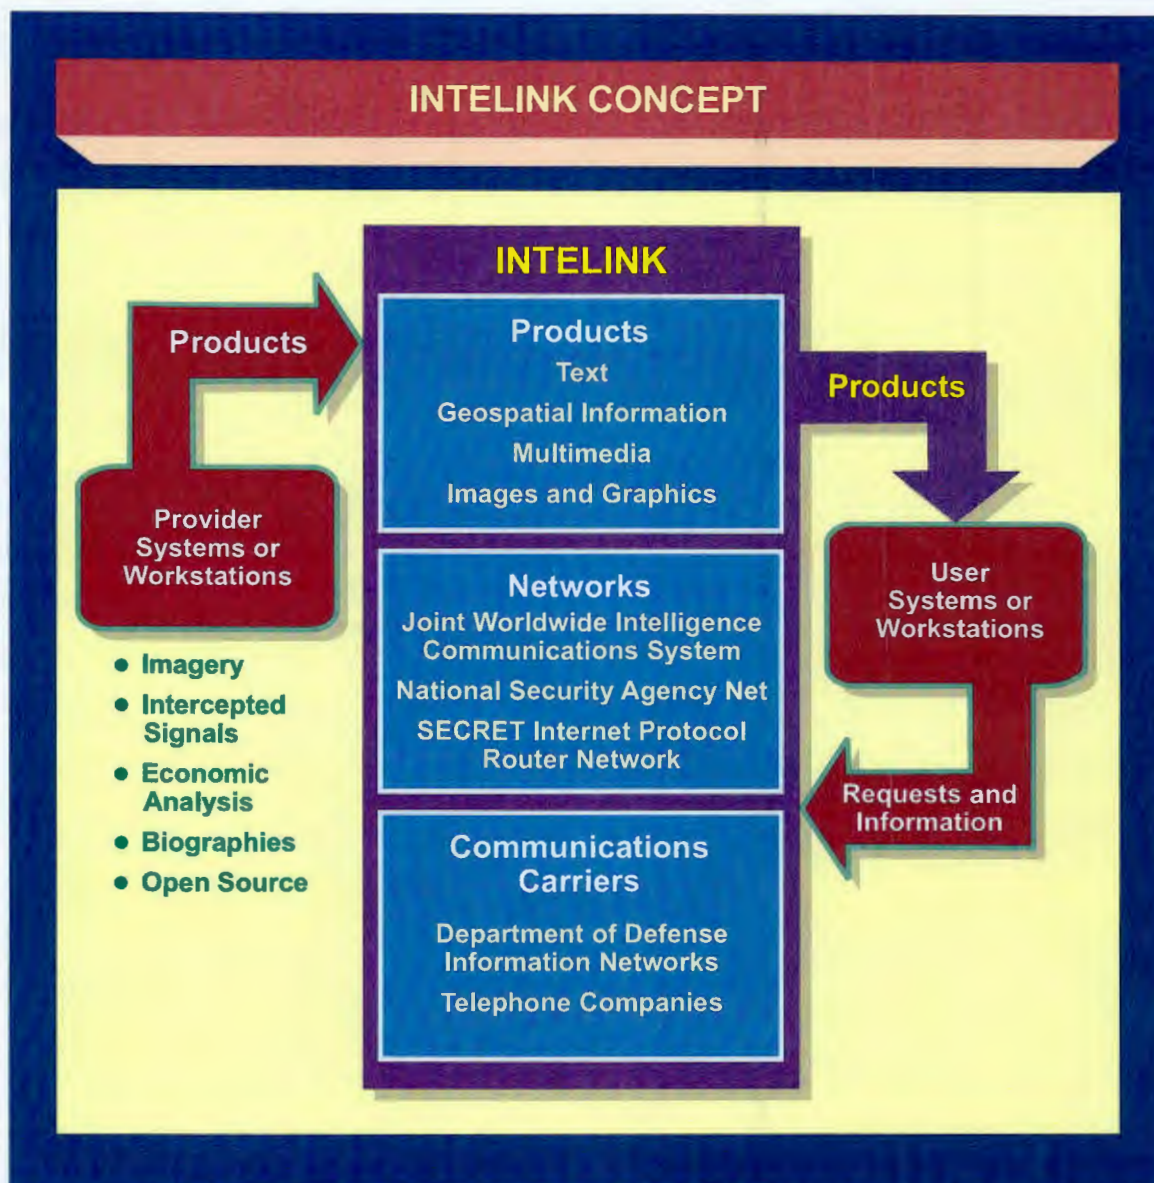 INTELINK CONCEPT
Products
Provider
Systems or
Workstations
● Imagery
● Intercepted
Signals
● Economic
Analysis
● Biographies
● Open Source
INTELINK
Products
Text
Geospatial Information
Multimedia
Images and Graphics
Networks
Joint Worldwide Intelligence
Communications System
National Security Agency Net
SECRET Internet Protocol
Router Network
Communications
Carriers
Department of Defense
Information Networks
Telephone Companies
Products
User
Systems or
Workstations
Requests and
Information